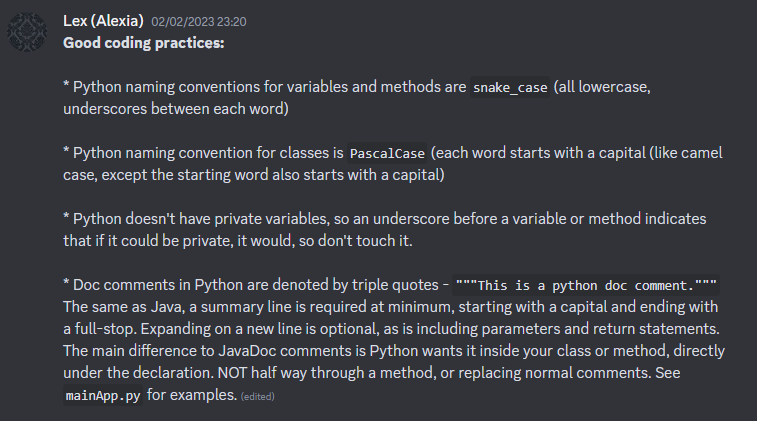 Lex (Alexia) 02/02/2023 23:20
Good coding practices:
* Python naming conventions for variables and methods are snake_case (all lowercase,
underscores between each word)
* Python naming convention for classes is PascalCase (each word starts with a capital (like camel
case, except the starting word also starts with a capital)
* Python doesn't have private variables, so an underscore before a variable or method indicates
that if it could be private, it would, so don't touch it.
* Doc comments in Python are denoted by triple quotes - """This is a python doc comment."""
The same as Java, a summary line is required at minimum, starting with a capital and ending with
a full-stop. Expanding on a new line is optional, as is including parameters and return statements.
The main difference to JavaDoc comments is Python wants it inside your class or method, directly
under the declaration. NOT half way through a method, or replacing normal comments. See
mainApp.py for examples. (edited)